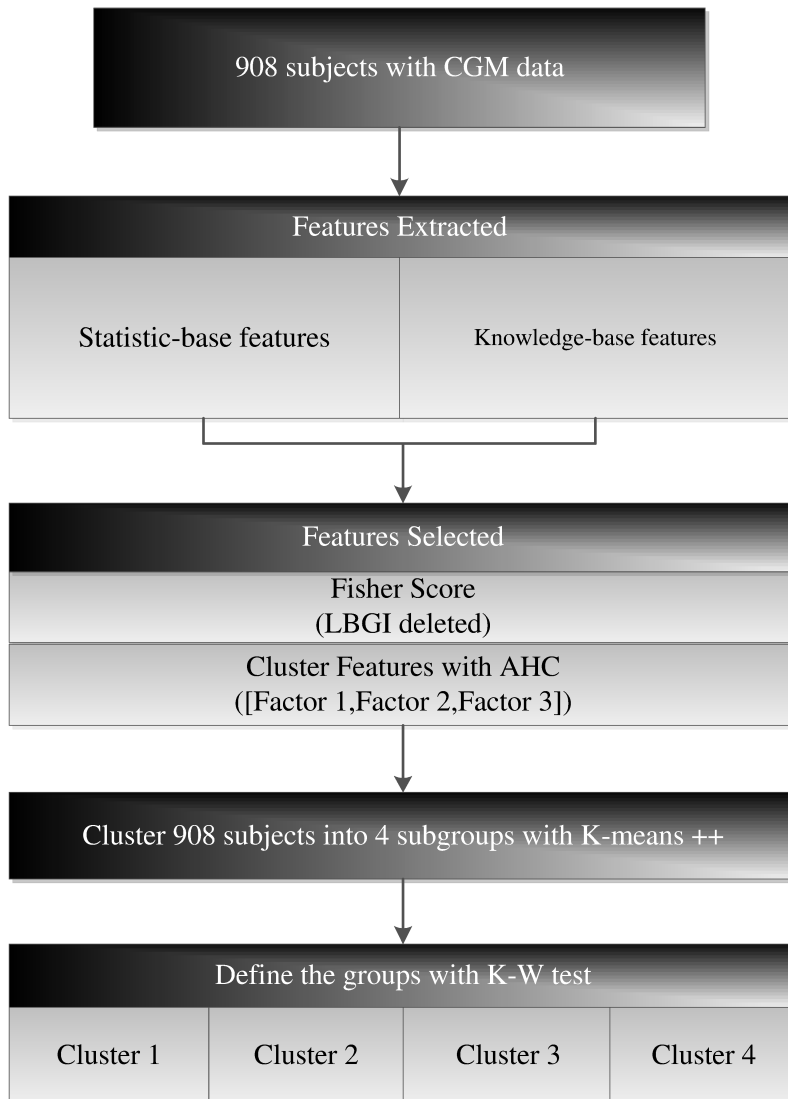 908 subjects with CGM data
Features Extracted
Statistic-base features
Knowledge-base features
Features Selected
Fisher Score
(LBGI deleted)
Cluster Features with AHC
([Factor 1,Factor 2,Factor 3])
Cluster 908 subjects into 4 subgroups with K-means ++
Define the groups with K-W test
Cluster 1
Cluster 2
Cluster 3
Cluster 4